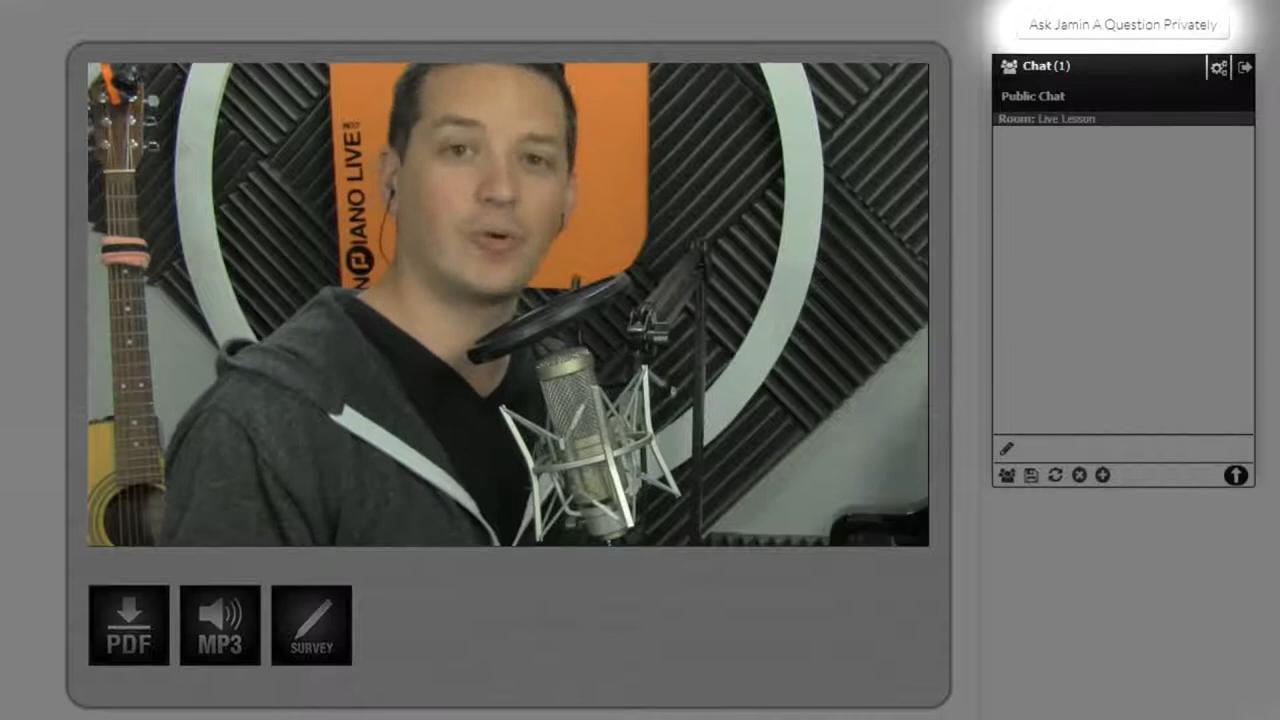 Ask Jamin A Question Privately
Chat (1)
Public Chat
Room: Live Lesson
PIANO LIVE
PDF
MP3
SURVEY